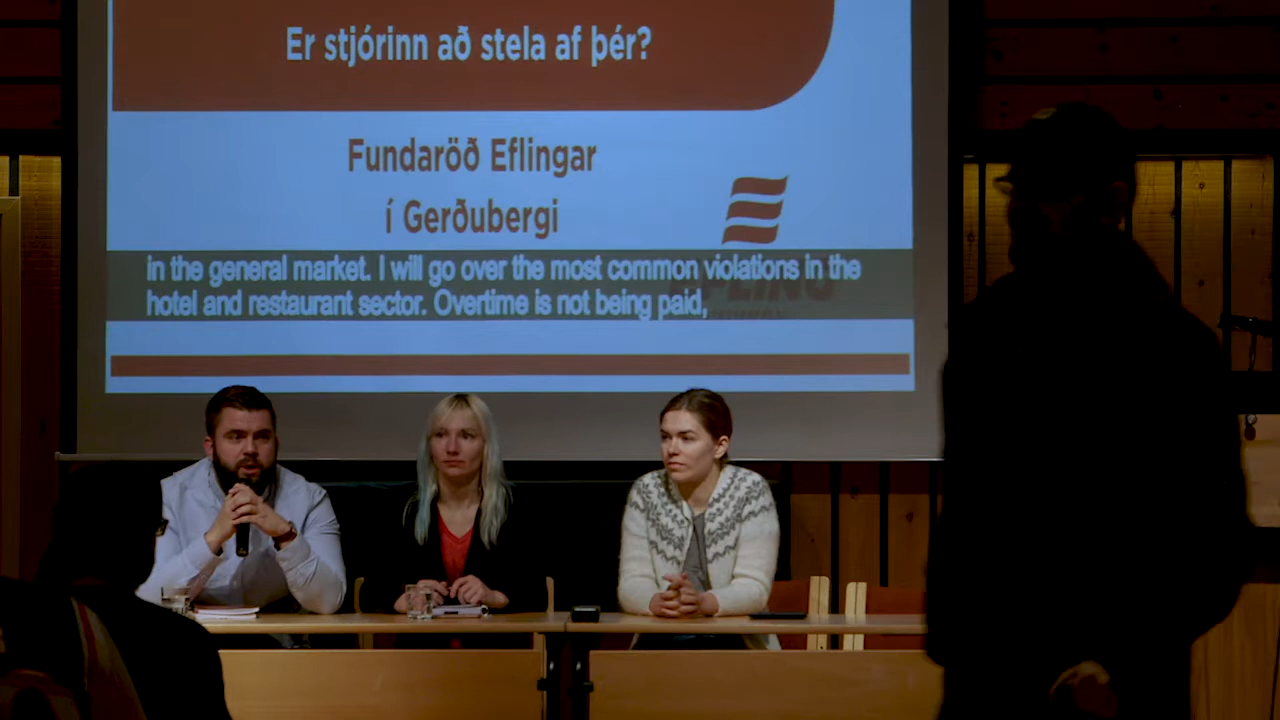 Er stjórinn að stela af þér?
Fundaröð Eflingar
í Gerðubergi
in the general market. I will go over the most common violations in the
hotel and restaurant sector. Overtime is not being paid,
EFLING